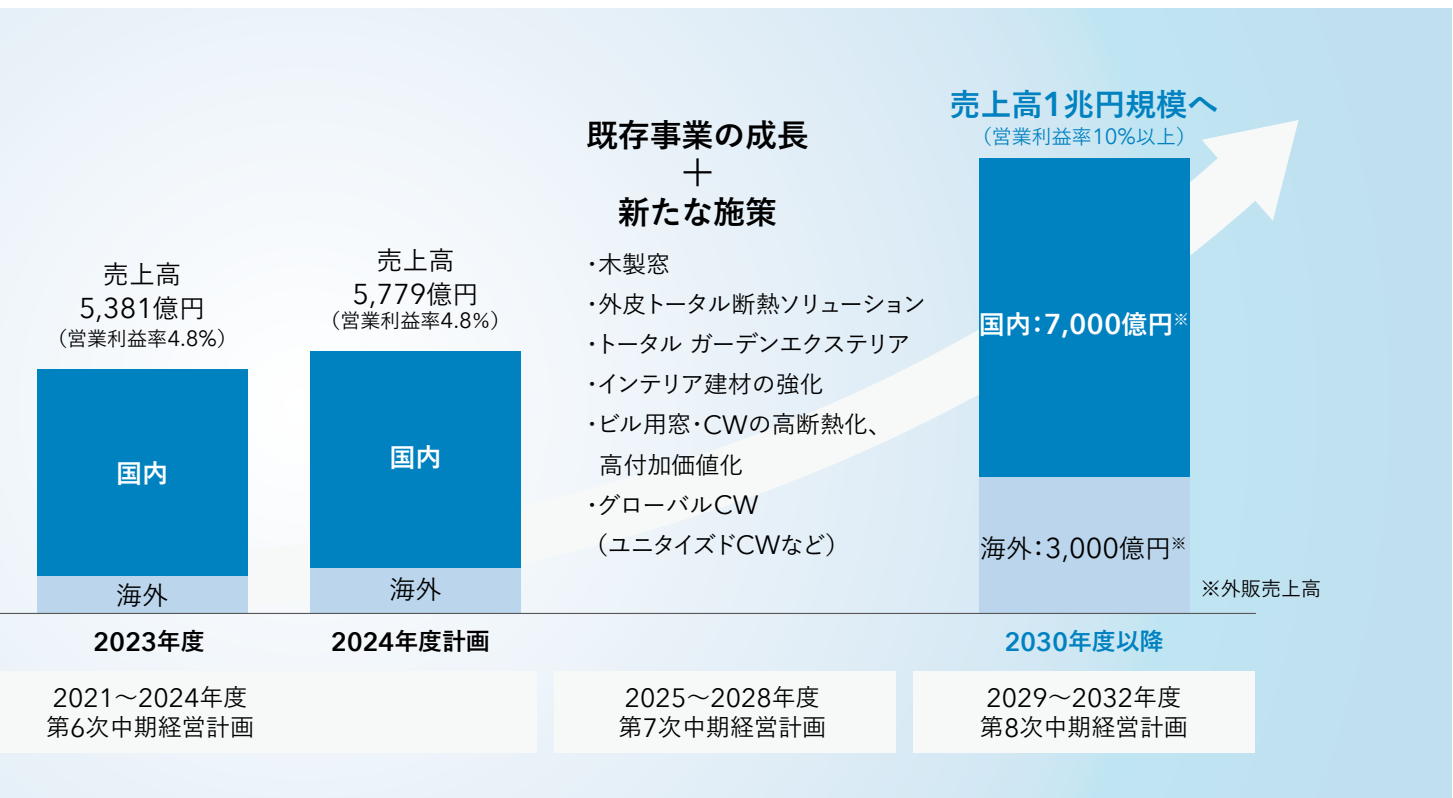 売上高
5,381億円
（営業利益率4.8%）
国内
海外
2023年度
売上高
5,779億円
（営業利益率4.8%）
国内
海外
2024年度計画
既存事業の成長
＋
新たな施策
・木製窓
・外皮トータル断熱ソリューション
・トータル ガーデンエクステリア
・インテリア建材の強化
・ビル用窓・CWの高断熱化、
高付加価値化
・グローバルCW
（ユニタイズドCWなど）
売上高1兆円規模へ
（営業利益率10%以上）
国内：7,000億円※
海外：3,000億円※
※外販売上高
2030年度以降
2021～2024年度
第6次中期経営計画
2025～2028年度
第7次中期経営計画
2029～2032年度
第8次中期経営計画